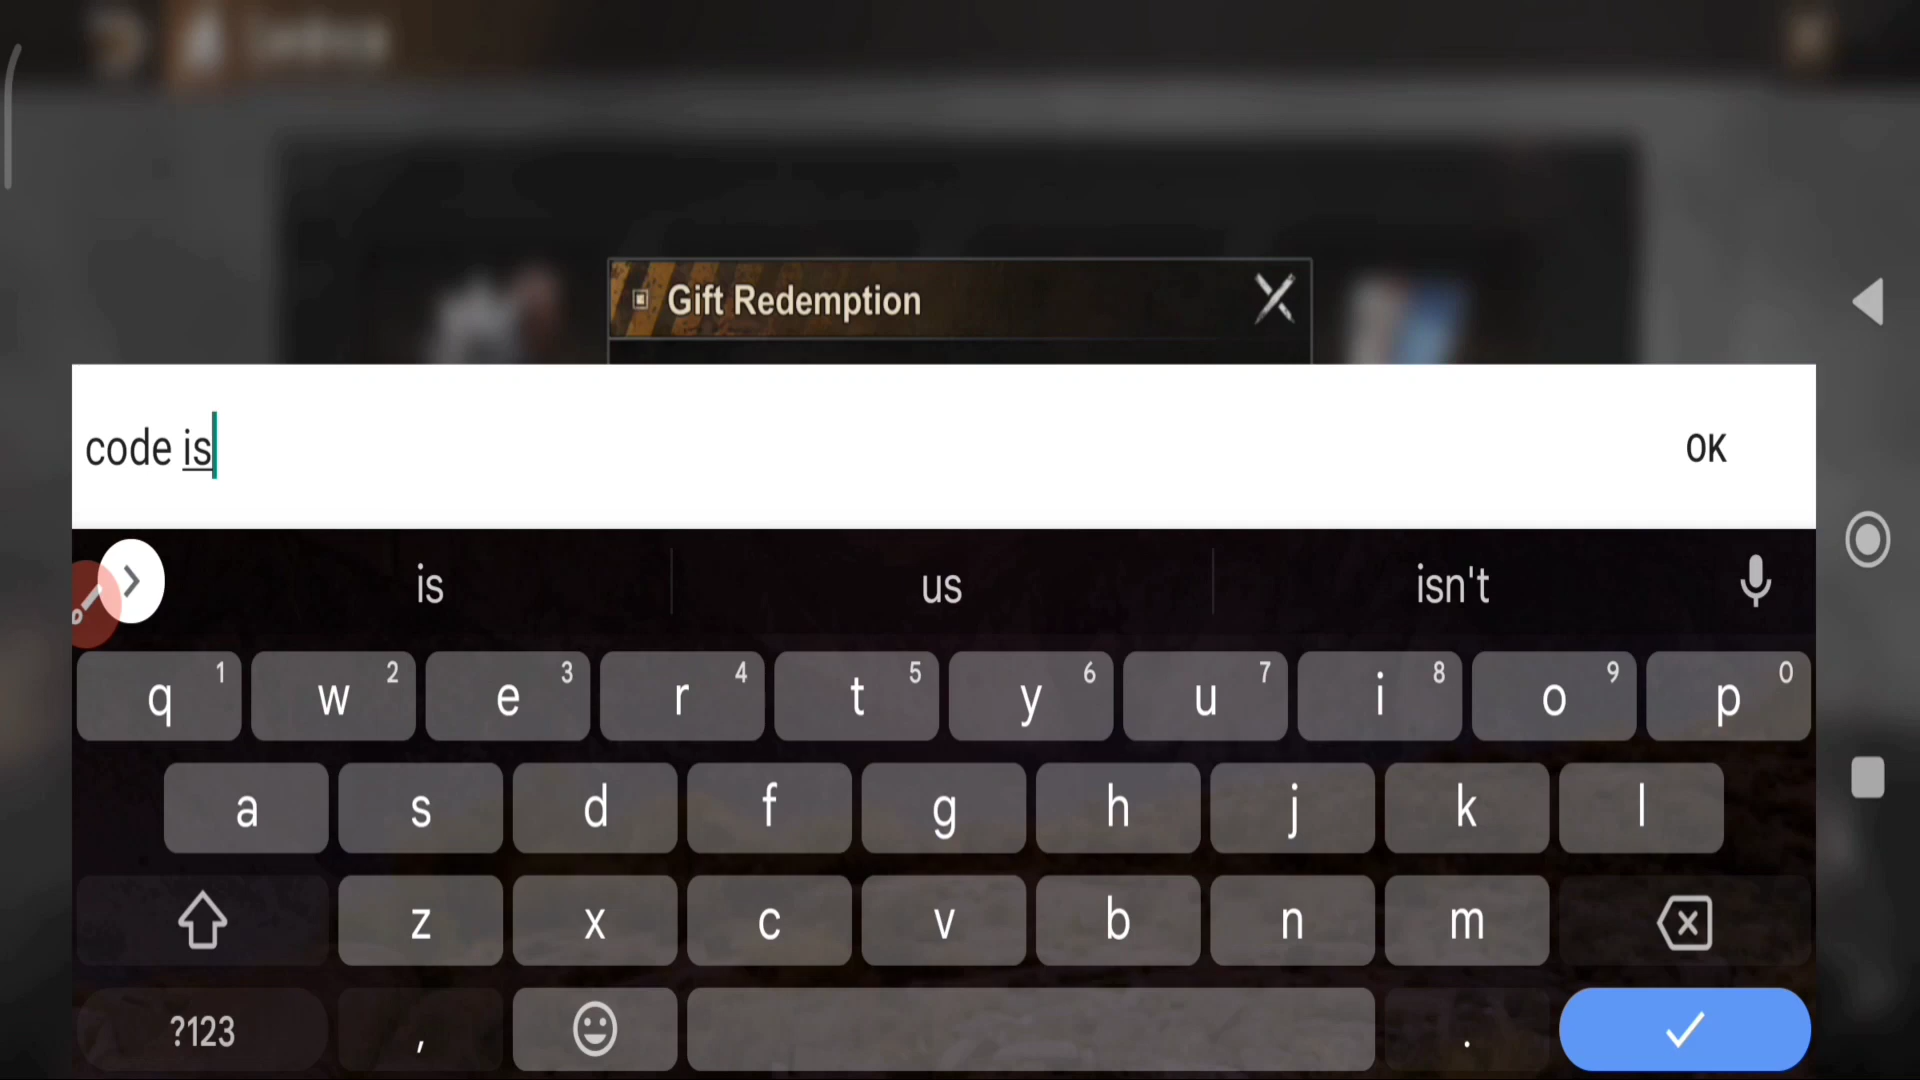 Gift Redemption
code is
OK
is us isn't
q 1 w 2 e 3 r 4 t 5 y 6 u 7 i 8 o 9 p 0
a s d f g h j k l
z x c v b n m
?123 , .